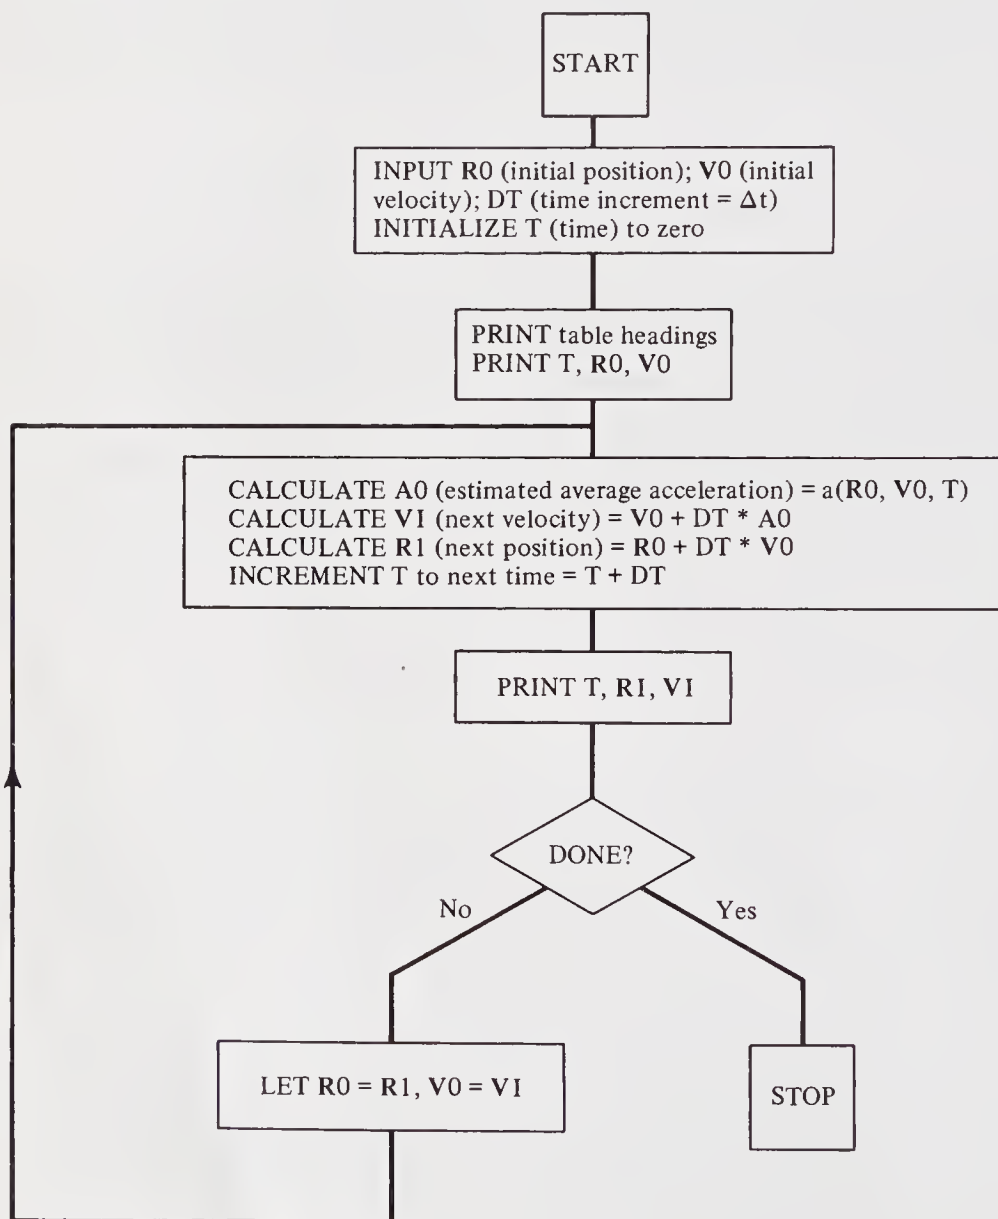 START
INPUT R0 (initial position); V0 (initial
velocity); DT (time increment = Δt)
INITIALIZE T (time) to zero
PRINT table headings
PRINT T, R0, V0
CALCULATE A0 (estimated average acceleration) = a(R0, V0, T)
CALCULATE V1 (next velocity) = V0 + DT * A0
CALCULATE R1 (next position) = R0 + DT * V0
INCREMENT T to next time = T + DT
PRINT T, R1, V1
DONE?
No
Yes
LET R0 = R1, V0 = V1
STOP